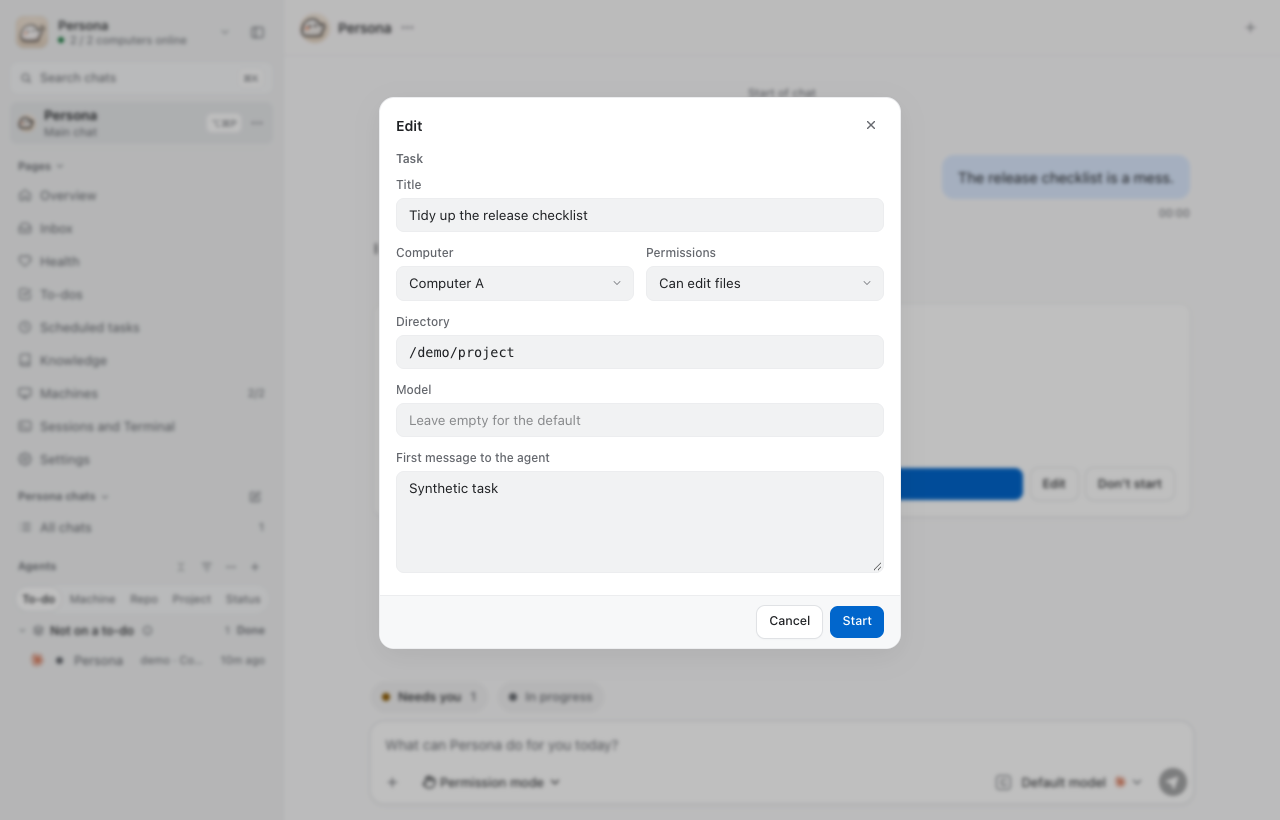 Persona
2 / 2 computers online
Search chats
Persona
Main chat
Pages
Overview
Inbox
Health
To-dos
Scheduled tasks
Knowledge
Machines 2/2
Sessions and Terminal
Settings
Persona chats
All chats 1
Agents
To-do Machine Repo Project Status
Not on a to-do 1 Done
Persona demo · Co... 10m ago
Persona
Start of chat
The release checklist is a mess.
00:00
Edit
Task
Title
Tidy up the release checklist
Computer Permissions
Computer A Can edit files
Directory
/demo/project
Model
Leave empty for the default
First message to the agent
Synthetic task
Cancel Start
Edit Don't start
Needs you 1 In progress
What can Persona do for you today?
Permission mode Default model